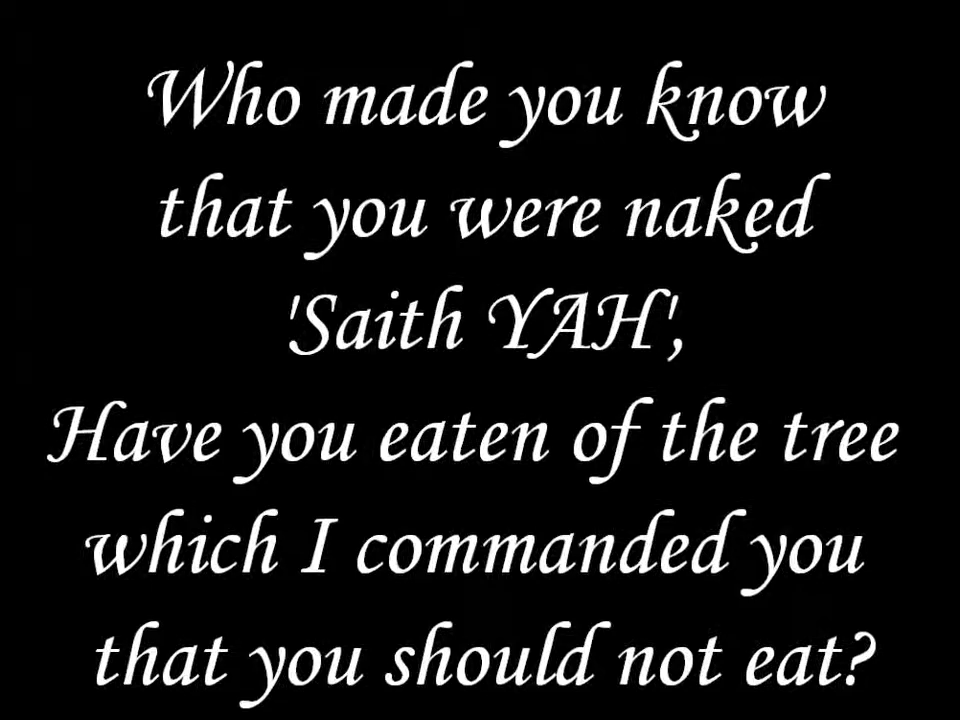 Who made you know
that you were naked
'Saith YAH',
Have you eaten of the tree
which I commanded you
that you should not eat?